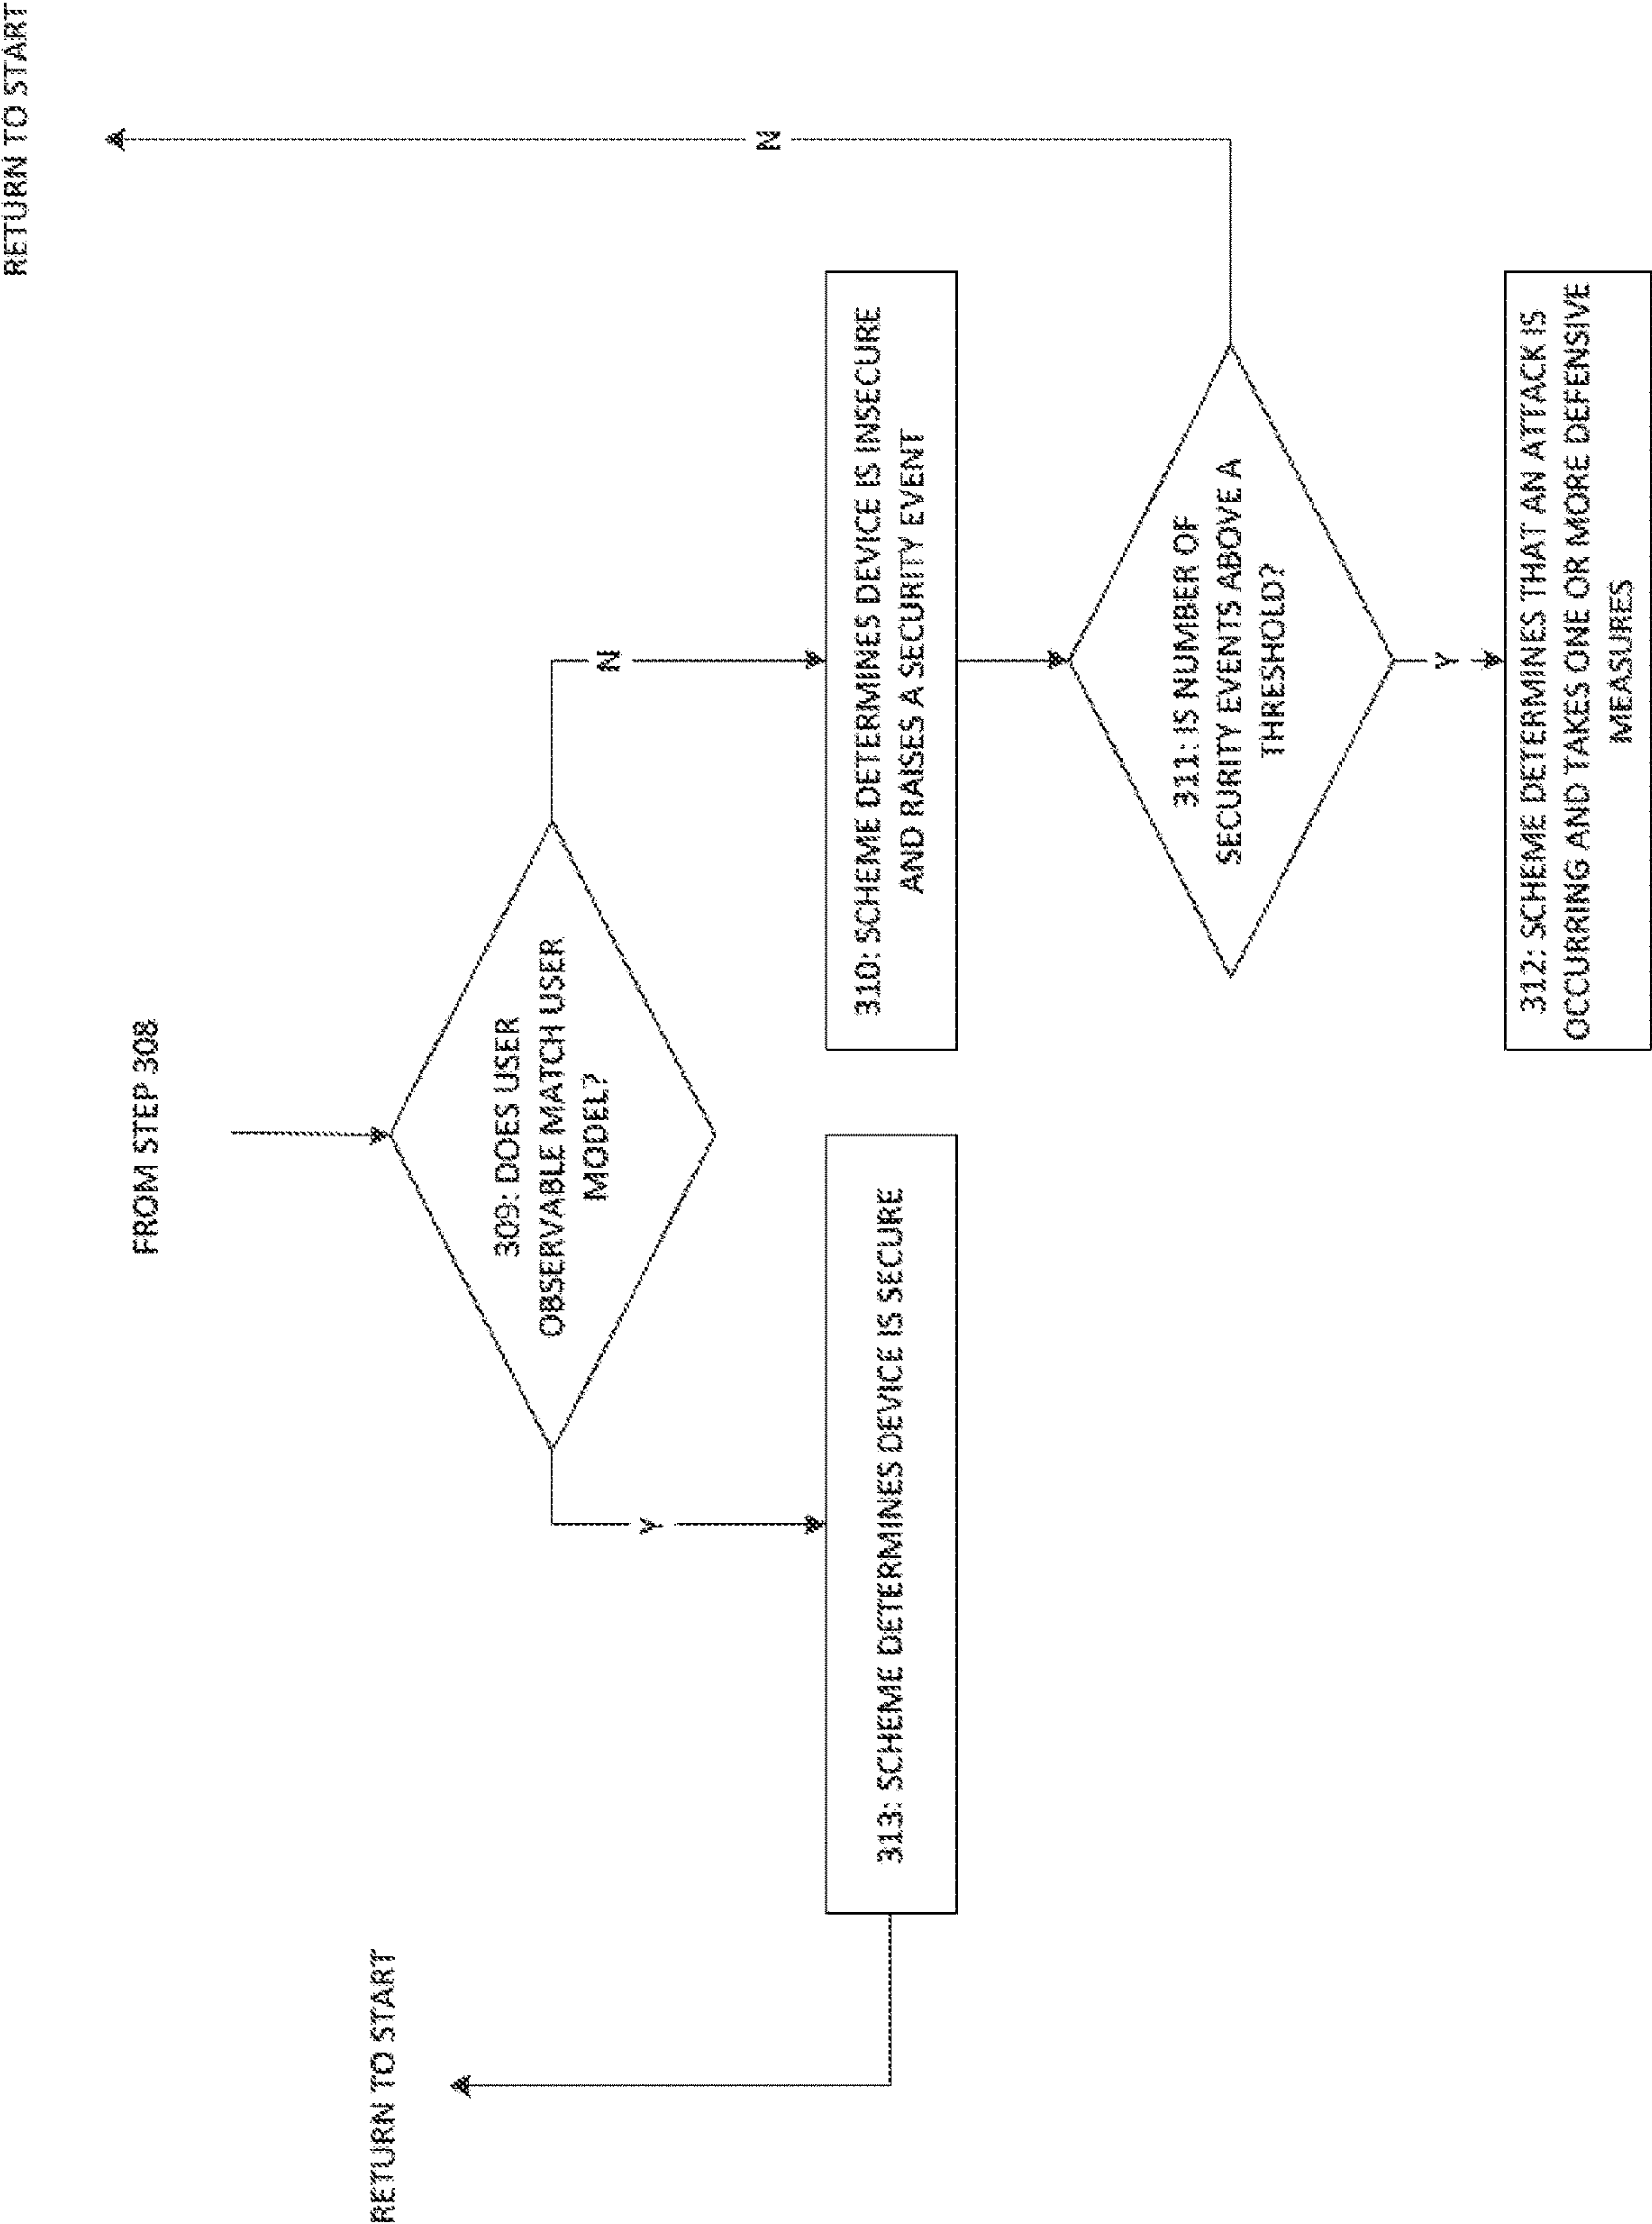 FROM STEP 308
309: DOES USER
OBSERVABLE MATCH USER
MODEL?
Y
N
RETURN TO START
313: SCHEME DETERMINES DEVICE IS SECURE
310: SCHEME DETERMINES DEVICE IS INSECURE
AND RAISES A SECURITY EVENT
RETURN TO START
N
311: IS NUMBER OF
SECURITY EVENTS ABOVE A
THRESHOLD?
Y
312: SCHEME DETERMINES THAT AN ATTACK IS
OCCURRING AND TAKES ONE OR MORE DEFENSIVE
MEASURES